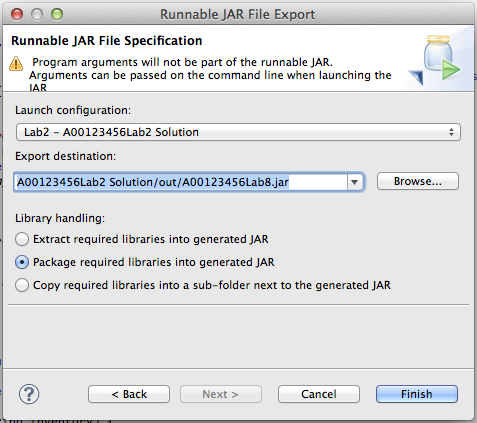 Runnable JAR File Export
Runnable JAR File Specification
Program arguments will not be part of the runnable JAR.
Arguments can be passed on the command line when launching the
JAR
Launch configuration:
Lab2 - A00123456Lab2 Solution
Export destination:
A00123456Lab2 Solution/out/A00123456Lab8.jar
Browse...
Library handling:
Extract required libraries into generated JAR
Package required libraries into generated JAR
Copy required libraries into a sub-folder next to the generated JAR
?
< Back
Next >
Cancel
Finish